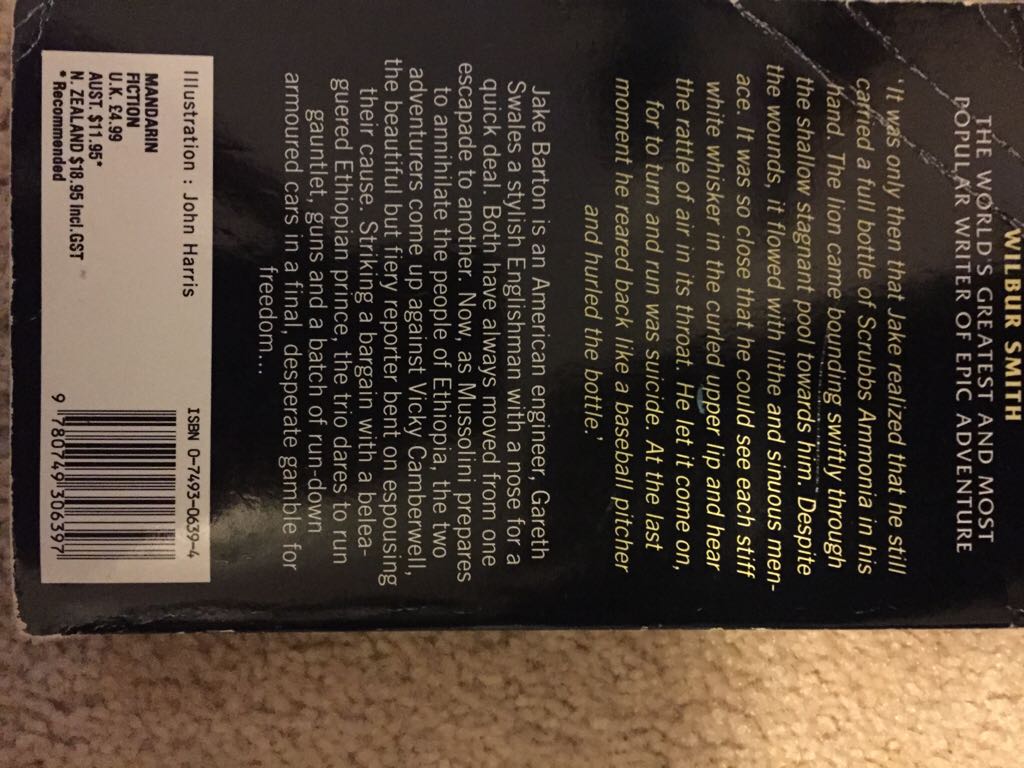 WILBUR SMITH
THE WORLD'S GREATEST AND MOST
POPULAR WRITER OF EPIC ADVENTURE
'It was only then that Jake realized that he still
carried a full bottle of Scrubbs Ammonia in his
hand. The lion came bounding swiftly through
the shallow stagnant pool towards him. Despite
the wounds, it flowed with lithe and sinuous men-
ace. It was so close that he could see each stiff
white whisker in the curled upper lip and hear
the rattle of air in its throat. He let it come on,
for to turn and run was suicide. At the last
moment he reared back like a baseball pitcher
and hurled the bottle.'
Jake Barton is an American engineer, Gareth
Swales a stylish Englishman with a nose for a
quick deal. Both have always moved from one
escapade to another. Now, as Mussolini prepares
to annihilate the people of Ethiopia, the two
adventurers come up against Vicky Camberwell,
the beautiful but fiery reporter bent on espousing
their cause. Striking a bargain with a belea-
guered Ethiopian prince, the trio dares to run
gauntlet, guns and a batch of run-down
armoured cars in a final, desperate gamble for
freedom...
Illustration : John Harris
MANDARIN
FICTION
U.K. £4.99
AUST. $11.95*
N. ZEALAND $18.95 Incl.GST
*Recommended
ISBN 0-7493-0639-4
9 780749 306397